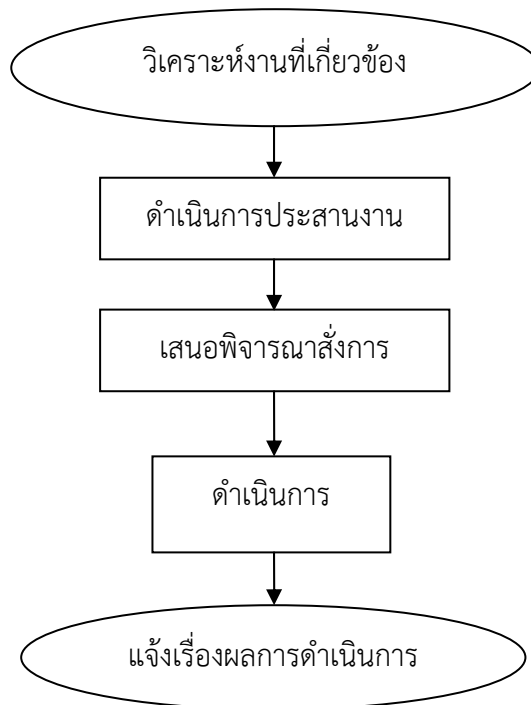 วิเคราะห์งานที่เกี่ยวข้อง
ดำเนินการประสานงาน
เสนอพิจารณาสั่งการ
ดำเนินการ
แจ้งเรื่องผลการดำเนินการ